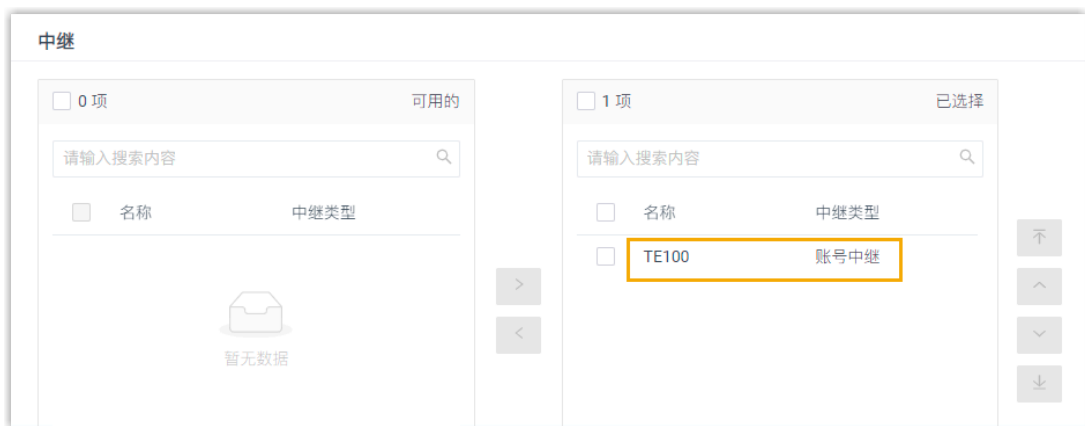 中继
0 项 可用的
1 项 已选择
请输入搜索内容
请输入搜索内容
名称 中继类型
名称 中继类型
TE100 账号中继
暂无数据